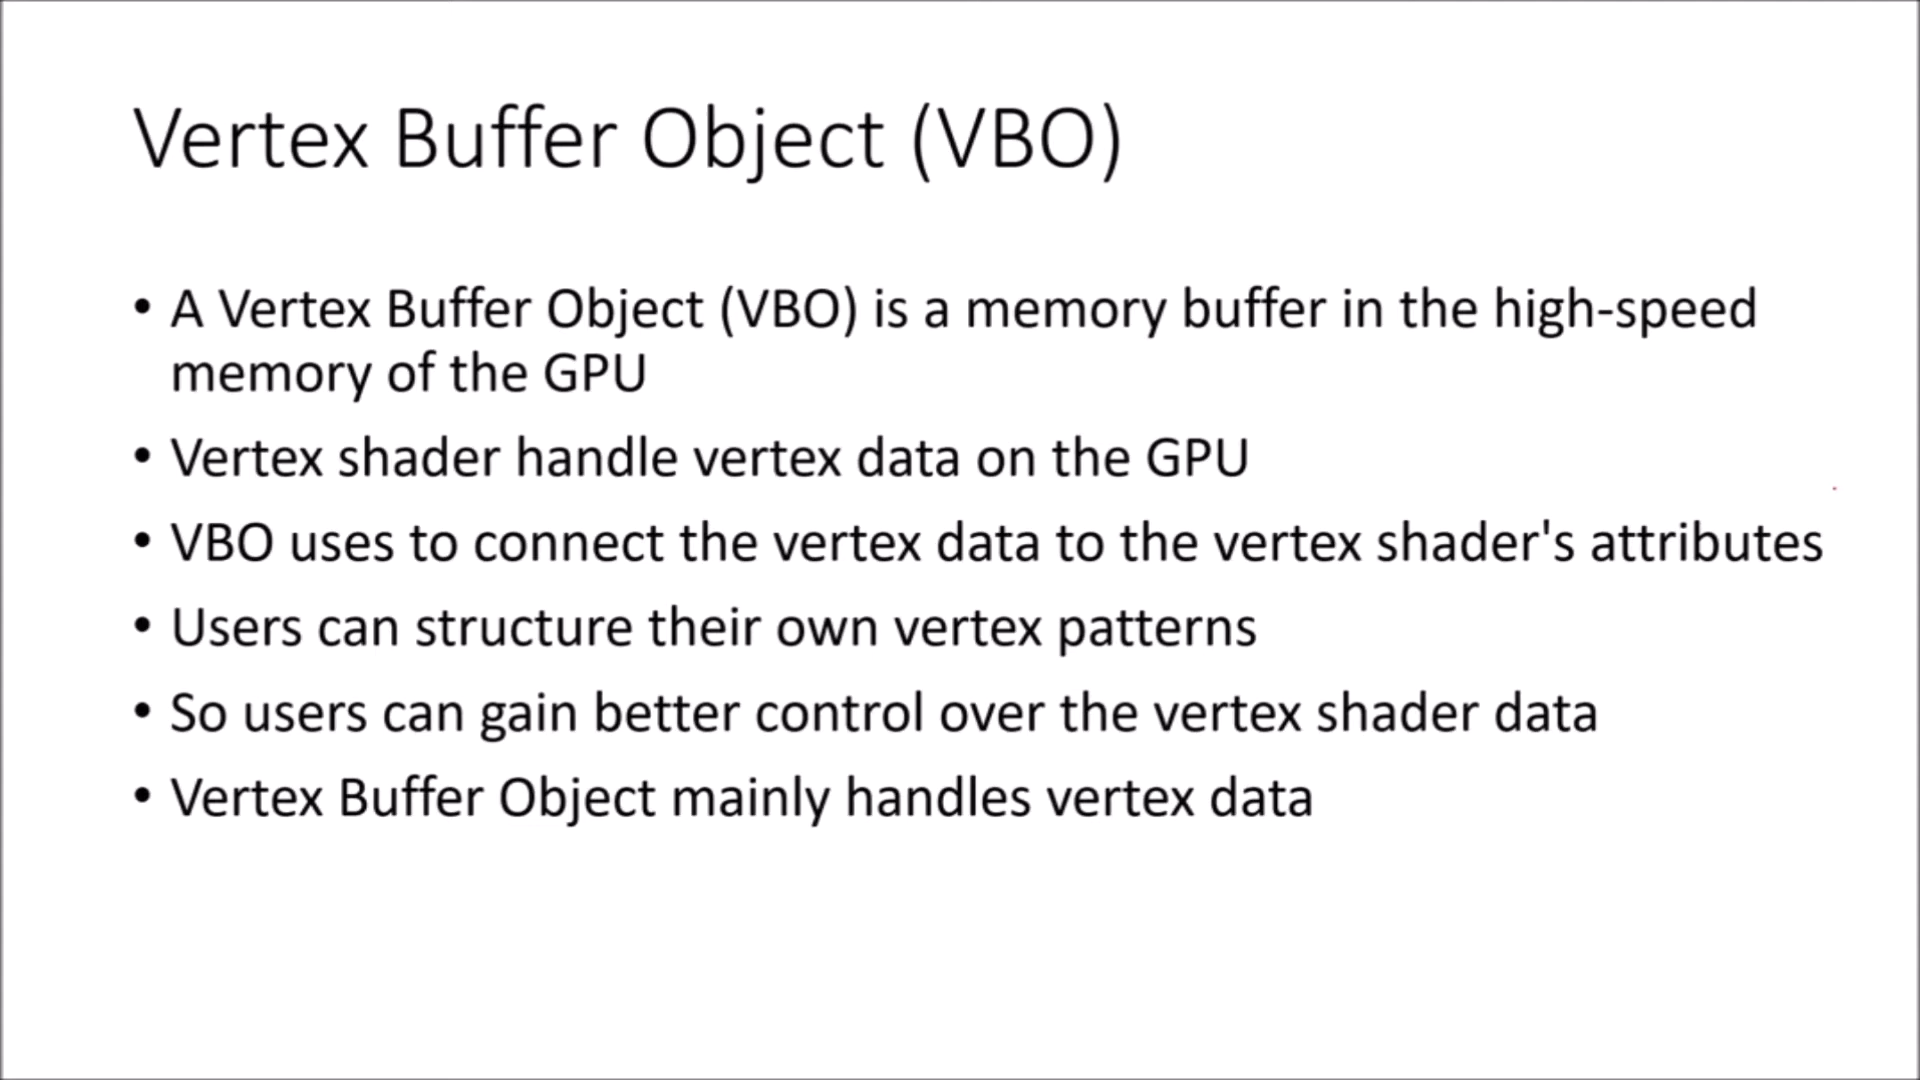 Vertex Buffer Object (VBO)
• A Vertex Buffer Object (VBO) is a memory buffer in the high-speed
memory of the GPU
• Vertex shader handle vertex data on the GPU
• VBO uses to connect the vertex data to the vertex shader's attributes
• Users can structure their own vertex patterns
• So users can gain better control over the vertex shader data
• Vertex Buffer Object mainly handles vertex data